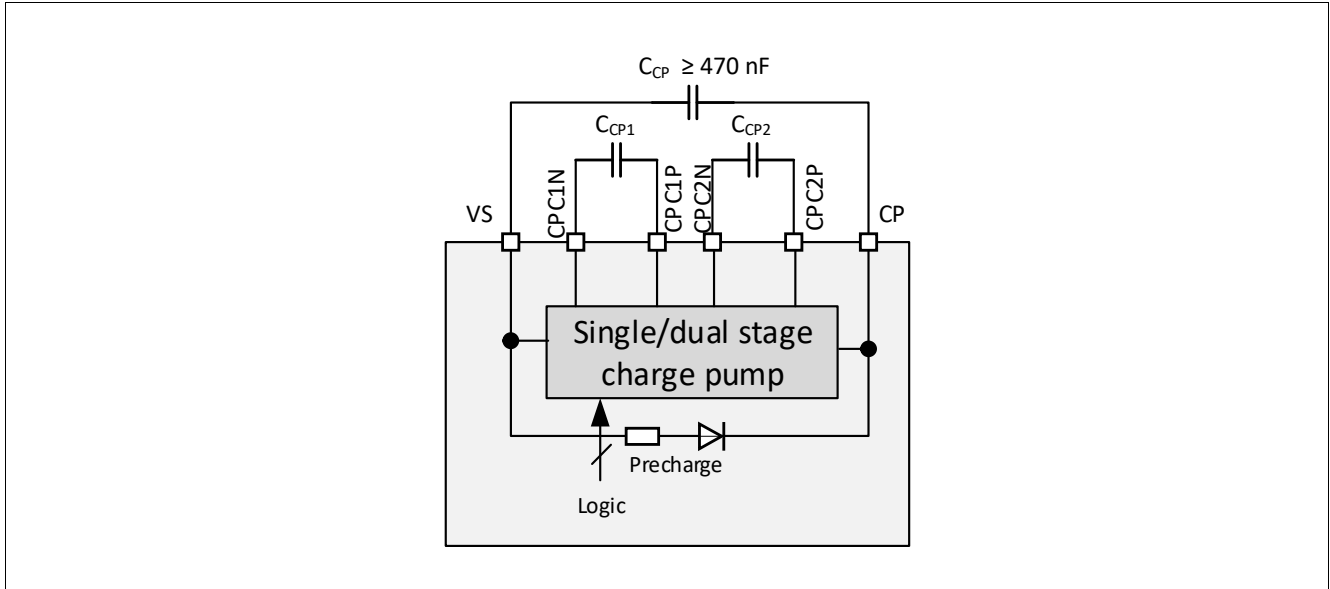 C_CP ≥ 470 nF
C_CP1
C_CP2
VS
CPC1N
CPC1P
CPC2N
CPC2P
CP
Single/dual stage
charge pump
Precharge
Logic